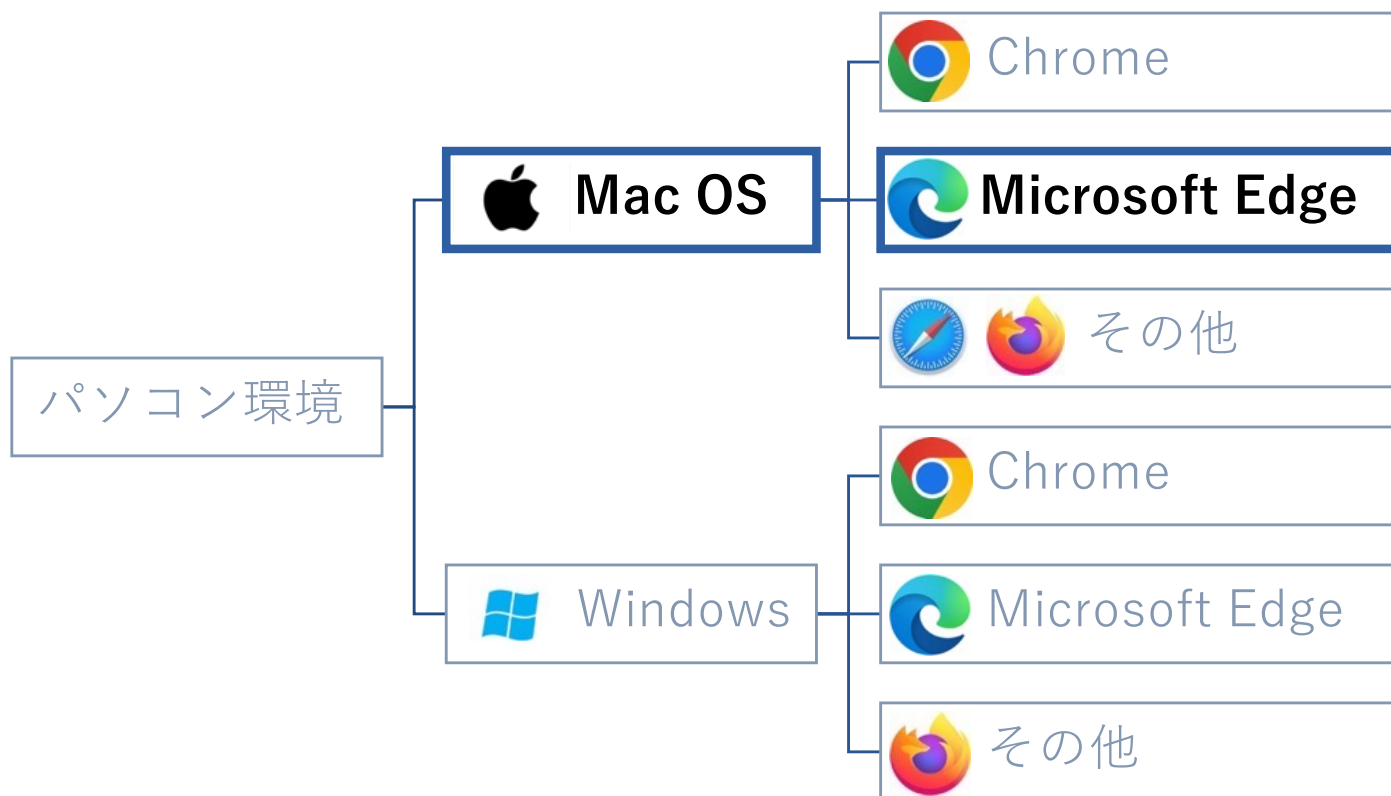 パソコン環境
Mac OS
Chrome
Microsoft Edge
その他
Windows
Chrome
Microsoft Edge
その他